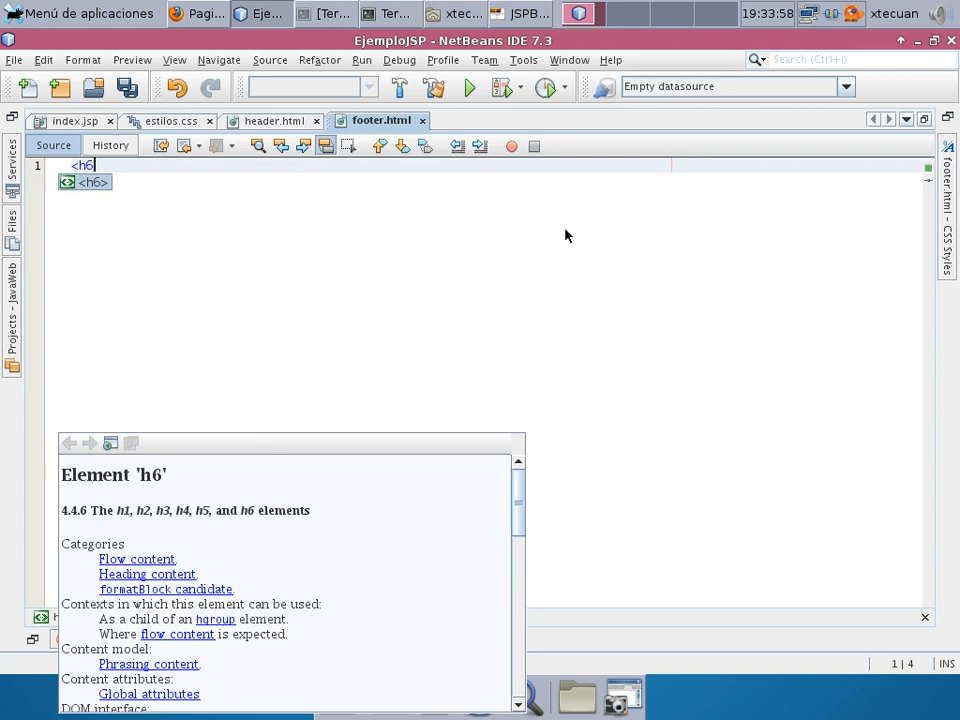 Menú de aplicaciones Pagi... Eje... [Ter... Ter... xtec... JSPB... 19:33:58 xtecuan
EjemploJSP - NetBeans IDE 7.3
File Edit Format Preview View Navigate Source Refactor Run Debug Profile Team Tools Window Help Search (Ctrl+I)
Empty datasource
index.jsp estilos.css header.html footer.html
Source History
1 <h6
<h6>
Services
Files
Projects - JavaWeb
footer.html - CSS Styles
Element 'h6'
4.4.6 The h1, h2, h3, h4, h5, and h6 elements
Categories
Flow content.
Heading content.
formatBlock candidate.
Contexts in which this element can be used:
As a child of an hgroup element.
Where flow content is expected.
Content model:
Phrasing content.
Content attributes:
Global attributes
DOM interface:
1 | 4 INS